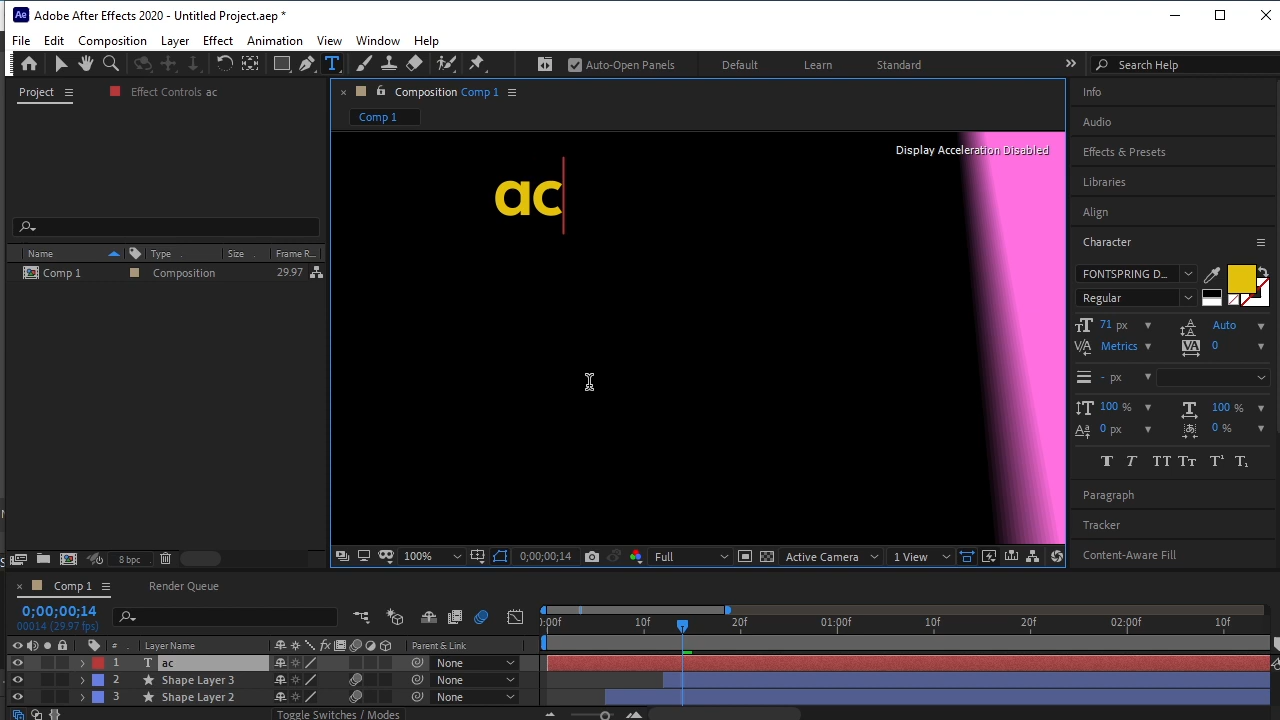 Adobe After Effects 2020 - Untitled Project.aep *
File Edit Composition Layer Effect Animation View Window Help
Auto-Open Panels Default Learn Standard Search Help
Project Effect Controls ac
Composition Comp 1
Comp 1
Display Acceleration Disabled
ac
Name Type Size Frame R...
Comp 1 Composition 29.97
8 bpc
100% 0;00;00;14 Full Active Camera 1 View
Info
Audio
Effects & Presets
Libraries
Align
Character
FONTSPRING D...
Regular
71 px Auto
Metrics 0
- px
100 % 100 %
0 px 0 %
T T TT Tt T¹ T₁
Paragraph
Tracker
Content-Aware Fill
Comp 1 Render Queue
0;00;00;14
00014 (29.97 fps)
:00f 10f 20f 01:00f 10f 20f 02:00f 10f
# Layer Name Parent & Link
1 T ac None
2 Shape Layer 3 None
3 Shape Layer 2 None
Toggle Switches / Modes